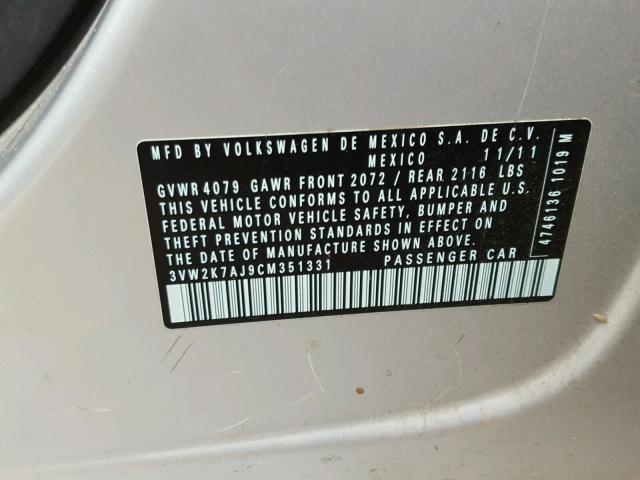 MFD BY VOLKSWAGEN DE MEXICO S.A. DE C.V.
MEXICO 11/11
GVWR 4079 GAWR FRONT 2072 / REAR 2116 LBS
THIS VEHICLE CONFORMS TO ALL APPLICABLE U.S.
FEDERAL MOTOR VEHICLE SAFETY, BUMPER AND
THEFT PREVENTION STANDARDS IN EFFECT ON
THE DATE OF MANUFACTURE SHOWN ABOVE.
3VW2K7AJ9CM351331 PASSENGER CAR
4746136 1019 M